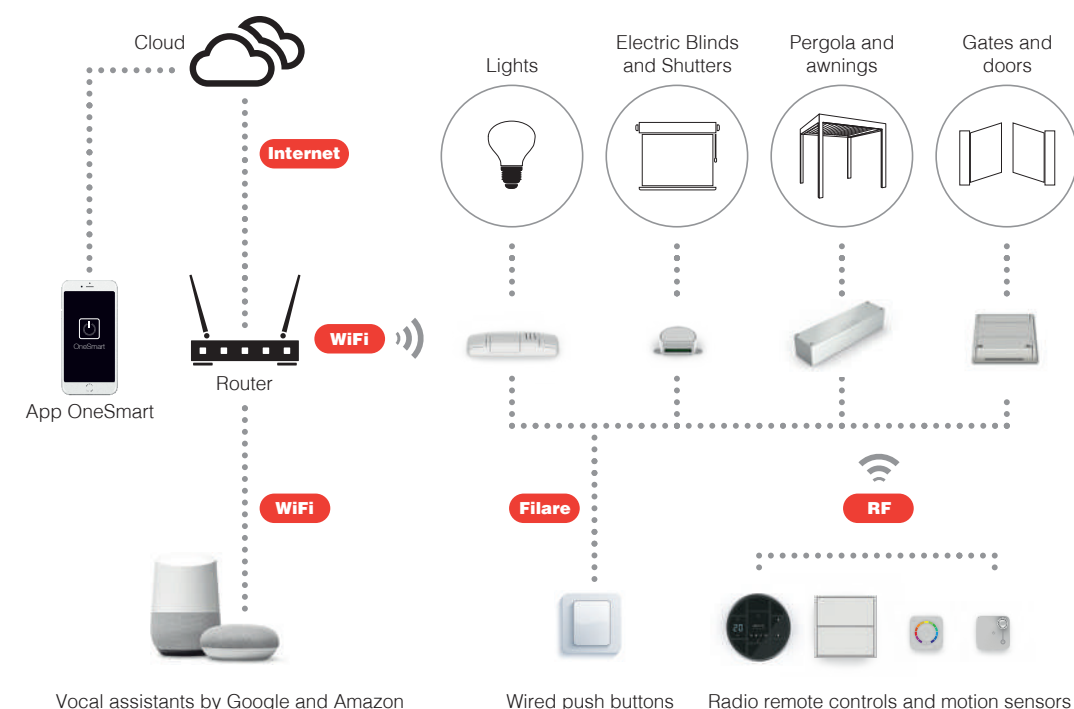 Cloud
Internet
OneSmart
App OneSmart
Router
WiFi
WiFi
Vocal assistants by Google and Amazon
Lights
Electric Blinds
and Shutters
Pergola and
awnings
Gates and
doors
Filare
RF
20
Wired push buttons
Radio remote controls and motion sensors